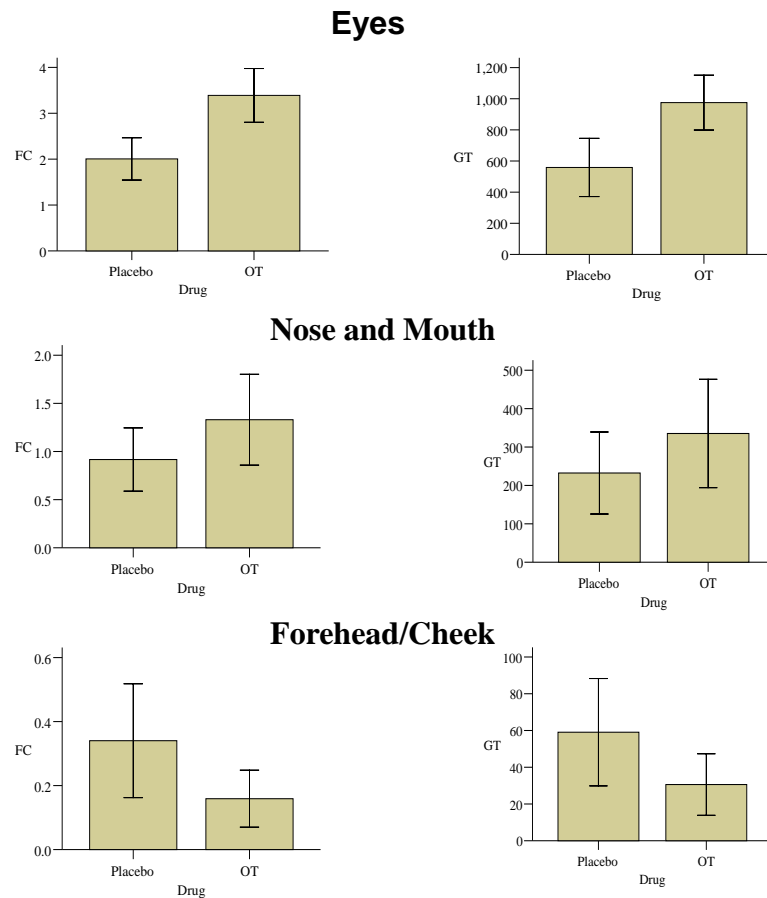 Eyes
4
3
FC
2
1
0
Placebo OT
Drug
1,200
1,000
800
GT
600
400
200
0
Placebo OT
Drug
Nose and Mouth
2.0
1.5
FC
1.0
0.5
0.0
Placebo OT
Drug
500
400
300
GT
200
100
0
Placebo OT
Drug
Forehead/Cheek
0.6
0.4
FC
0.2
0.0
Placebo OT
Drug
100
80
60
GT
40
20
0
Placebo OT
Drug